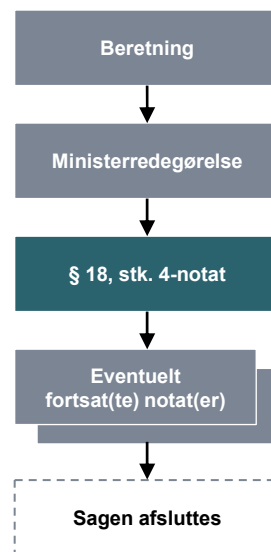 Beretning
Ministerredegørelse
§ 18, stk. 4-notat
Eventuelt
fortsat(te) notat(er)
Sagen afsluttes